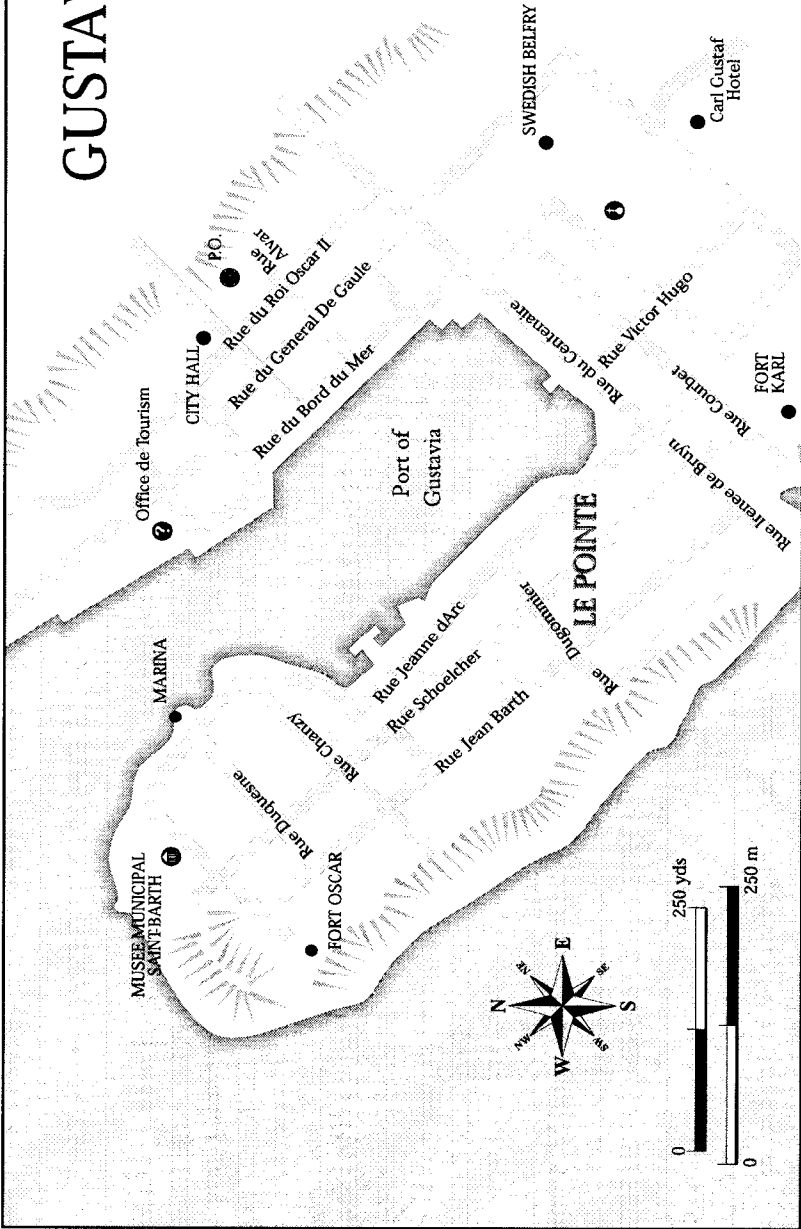 GUSTAV
SWEDISH BELFRY
Carl Gustaf
Hotel
P.O.
Rue
Alvar
Rue du Roi Oscar II
CITY HALL
Rue du General De Gaule
Rue du Bord du Mer
Office de Tourism
?
Port of
Gustavia
Rue du Centenaire
Rue Victor Hugo
Rue Courbet
FORT
KARL
Rue Irenee de Bruyn
LE POINTE
MARINA
Rue Jeanne dArc
Rue Schoelcher
Rue Dugommier
Rue Jean Barth
Rue Chanzy
Rue Duquesne
MUSEE MUNICIPAL
SAINT-BARTH
FORT OSCAR
N
NE
E
SE
S
SW
W
NW
0
250 yds
0
250 m